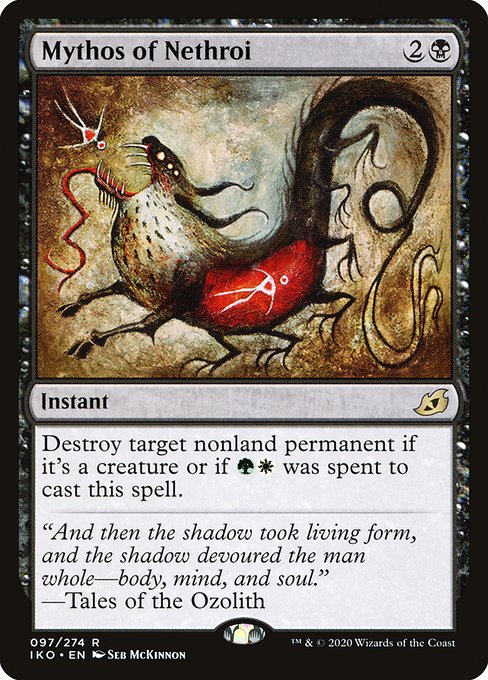 Mythos of Nethroi 2
Instant
Destroy target nonland permanent if
it's a creature or if was spent to
cast this spell.
“And then the shadow took living form,
and the shadow devoured the man
whole—body, mind, and soul.”
—Tales of the Ozolith
097/274 R
IKO • EN Seb McKinnon
™ & © 2020 Wizards of the Coast